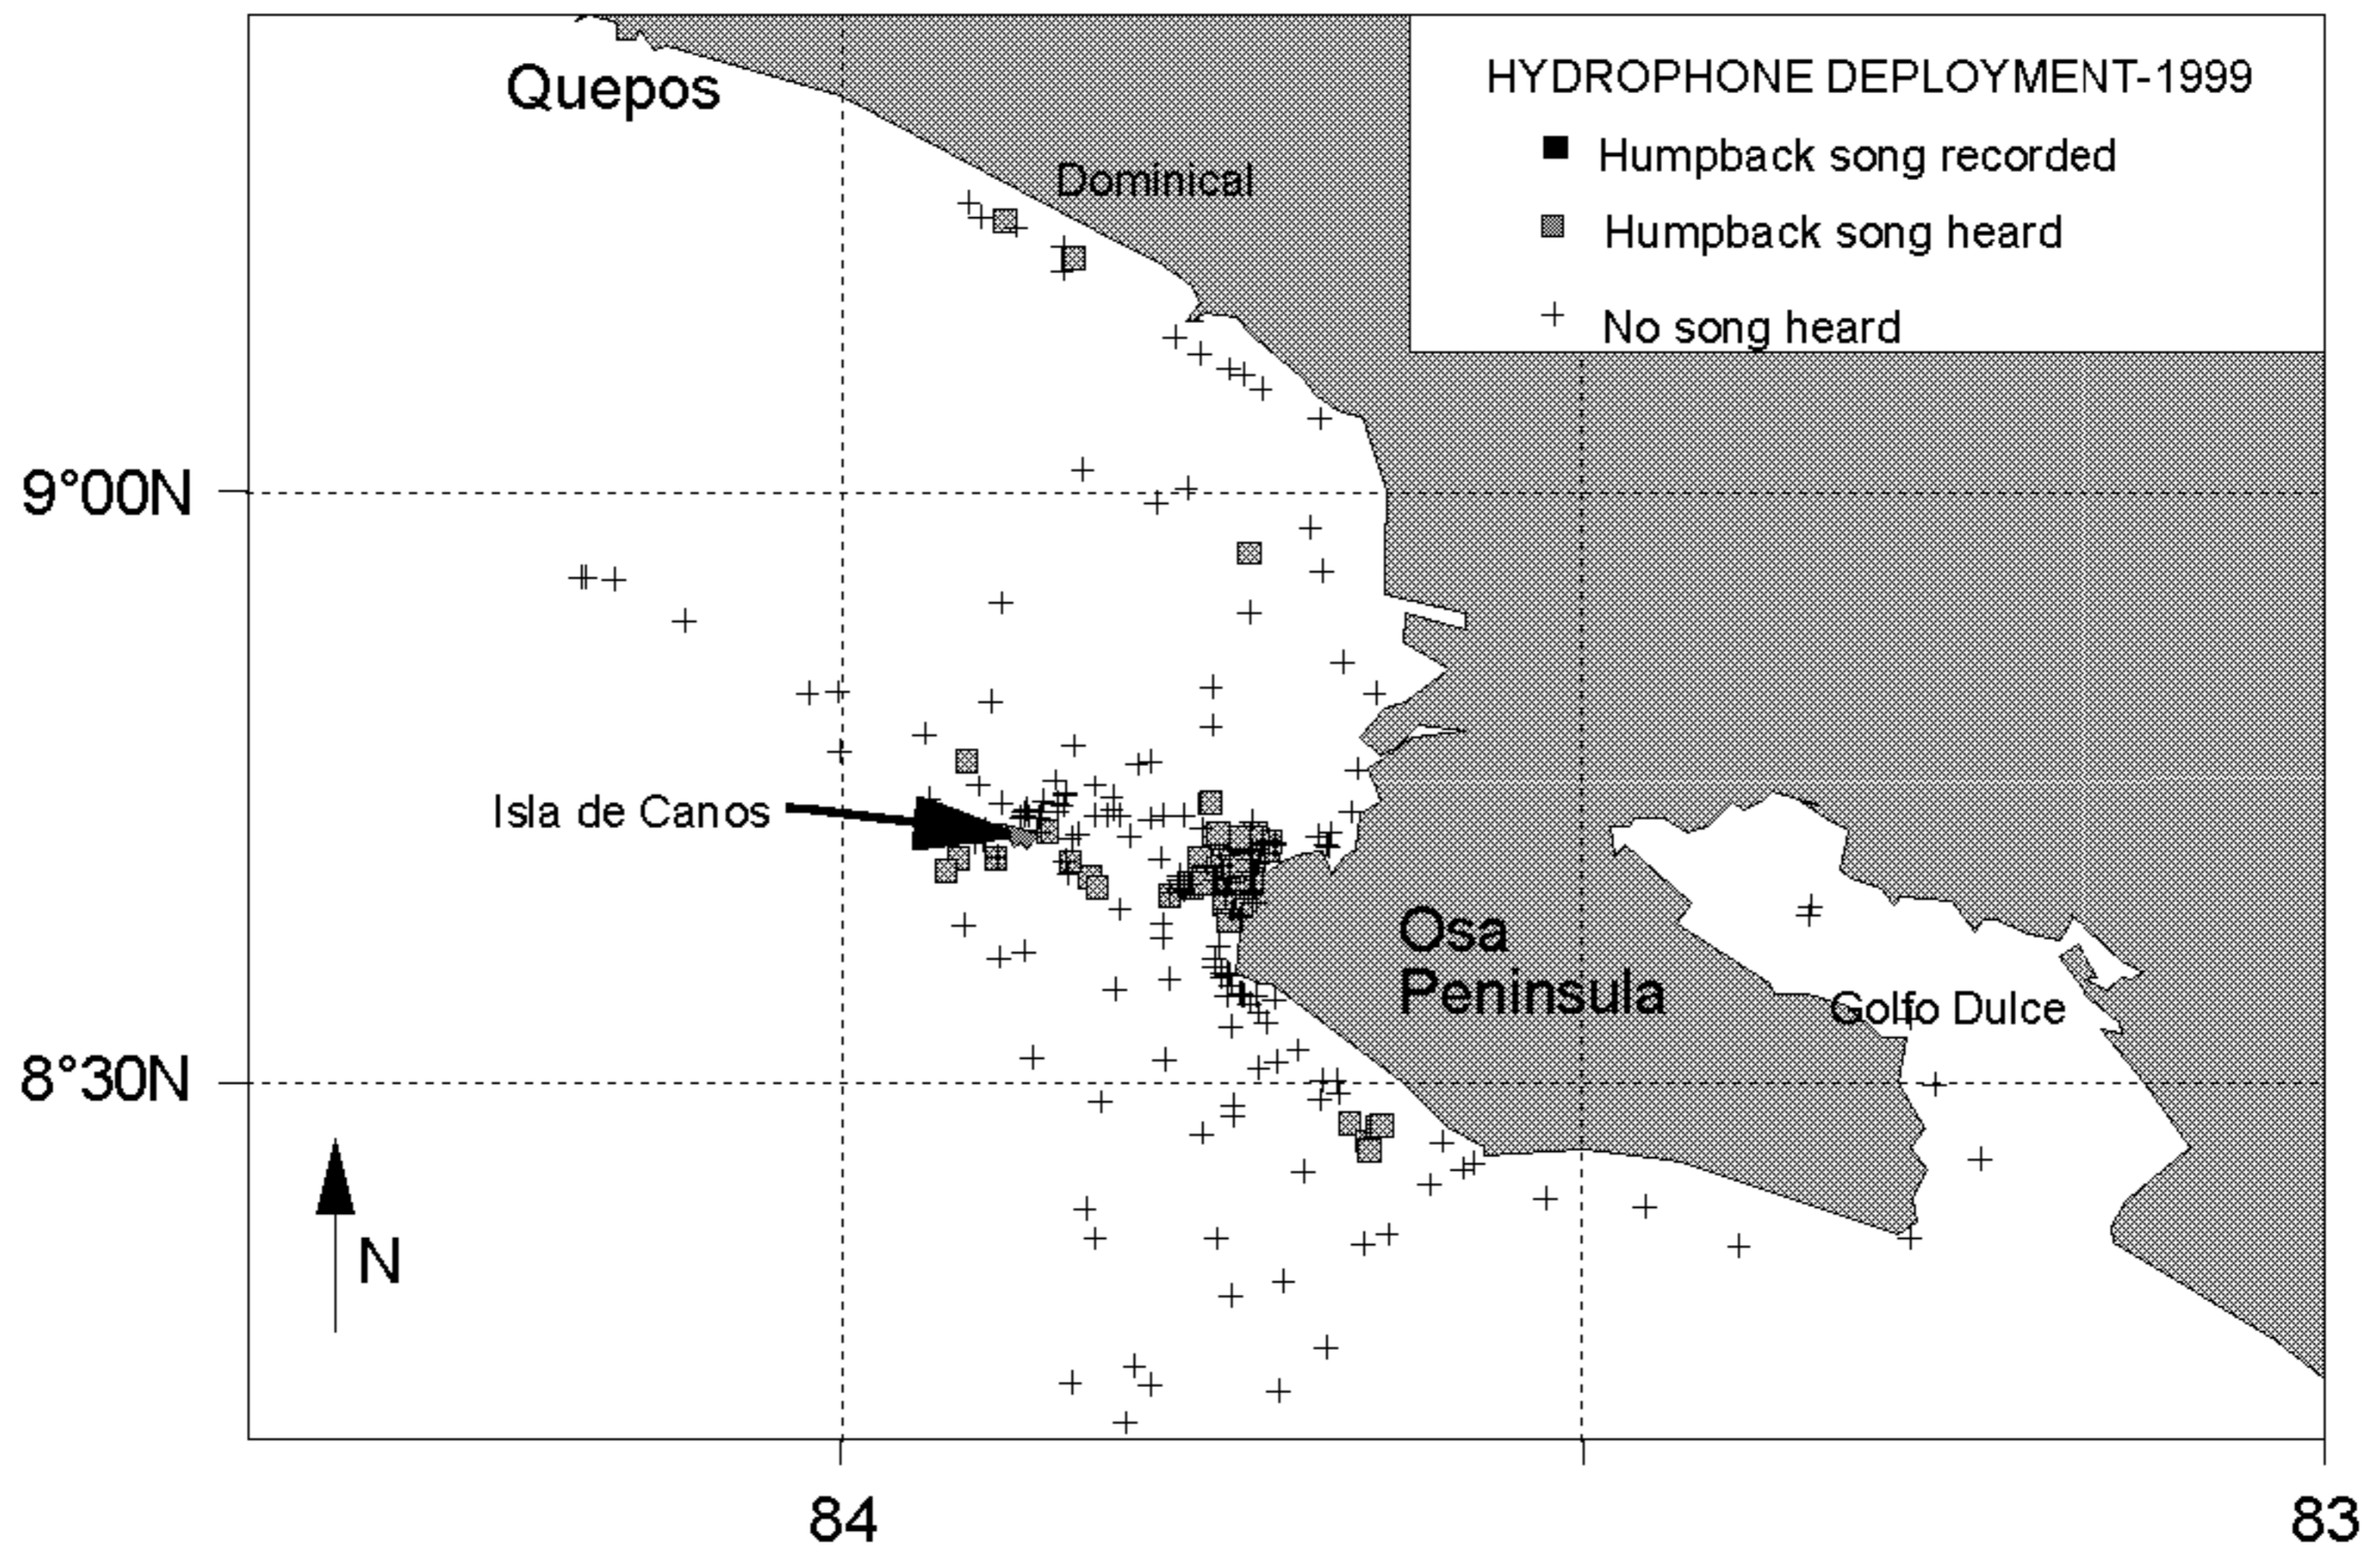 HYDROPHONE DEPLOYMENT-1999
Humpback song recorded
Humpback song heard
No song heard
Quepos
Dominical
9°00N
Isla de Canos
Osa
Peninsula
Golfo Dulce
8°30N
N
84
83